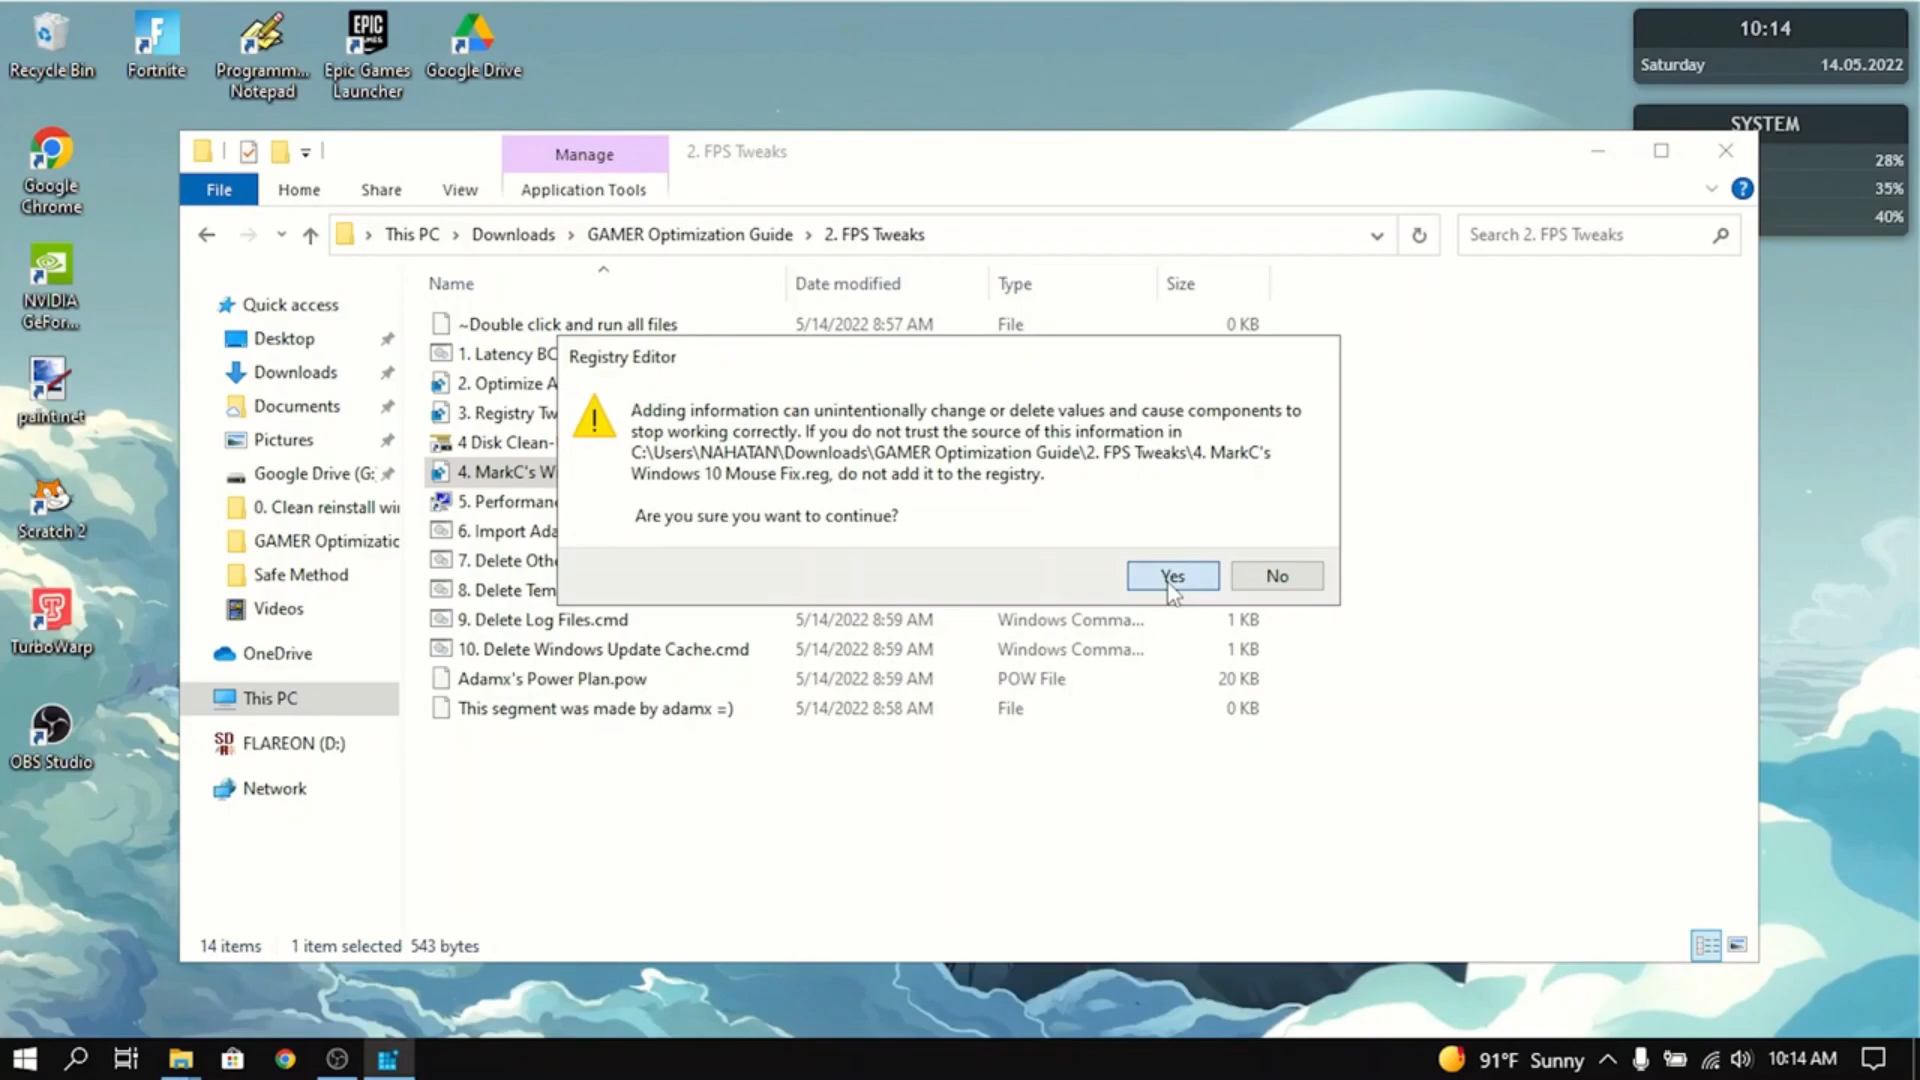 Recycle Bin
Fortnite
Programm...
Notepad
EPIC
GAMES
Epic Games
Launcher
Google Drive
10:14
Saturday 14.05.2022
SYSTEM
28%
35%
40%
Google
Chrome
NVIDIA
GeFor...
paint.net
Scratch 2
TurboWarp
OBS Studio
Manage 2. FPS Tweaks
File Home Share View Application Tools
This PC > Downloads > GAMER Optimization Guide > 2. FPS Tweaks
Search 2. FPS Tweaks
Name Date modified Type Size
Quick access
Desktop
Downloads
Documents
Pictures
Google Drive (G:
0. Clean reinstall wi
GAMER Optimizatic
Safe Method
Videos
OneDrive
This PC
FLAREON (D:)
Network
~Double click and run all files 5/14/2022 8:57 AM File 0 KB
1. Latency BC
2. Optimize A
3. Registry Tw
4 Disk Clean-
4. MarkC's W
5. Performan
6. Import Ada
7. Delete Othe
8. Delete Tem
9. Delete Log Files.cmd 5/14/2022 8:59 AM Windows Comma... 1 KB
10. Delete Windows Update Cache.cmd 5/14/2022 8:59 AM Windows Comma... 1 KB
Adamx's Power Plan.pow 5/14/2022 8:59 AM POW File 20 KB
This segment was made by adamx =) 5/14/2022 8:58 AM File 0 KB
Registry Editor
Adding information can unintentionally change or delete values and cause components to
stop working correctly. If you do not trust the source of this information in
C:\Users\NAHATAN\Downloads\GAMER Optimization Guide\2. FPS Tweaks\4. MarkC's
Windows 10 Mouse Fix.reg, do not add it to the registry.
Are you sure you want to continue?
Yes No
14 items 1 item selected 543 bytes
91°F Sunny
10:14 AM